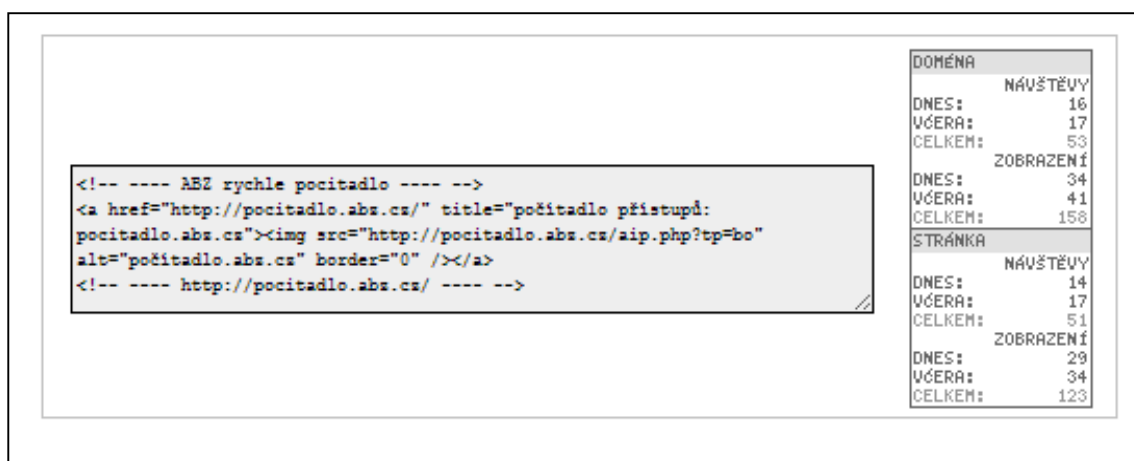 <!-- ---- ABZ rychle pocitadlo ---- -->
<a href="http://pocitadlo.abz.cz/" title="počítadlo přístupů:
pocitadlo.abz.cz"><img src="http://pocitadlo.abz.cz/aip.php?tp=bo"
alt="počítadlo.abz.cz" border="0" /></a>
<!-- ---- http://pocitadlo.abz.cz/ ---- -->
DOMÉNA
NÁVŠTĚVY
DNES: 16
VČERA: 17
CELKEM: 53
ZOBRAZENÍ
DNES: 34
VČERA: 41
CELKEM: 158
STRÁNKA
NÁVŠTĚVY
DNES: 14
VČERA: 17
CELKEM: 51
ZOBRAZENÍ
DNES: 29
VČERA: 34
CELKEM: 123